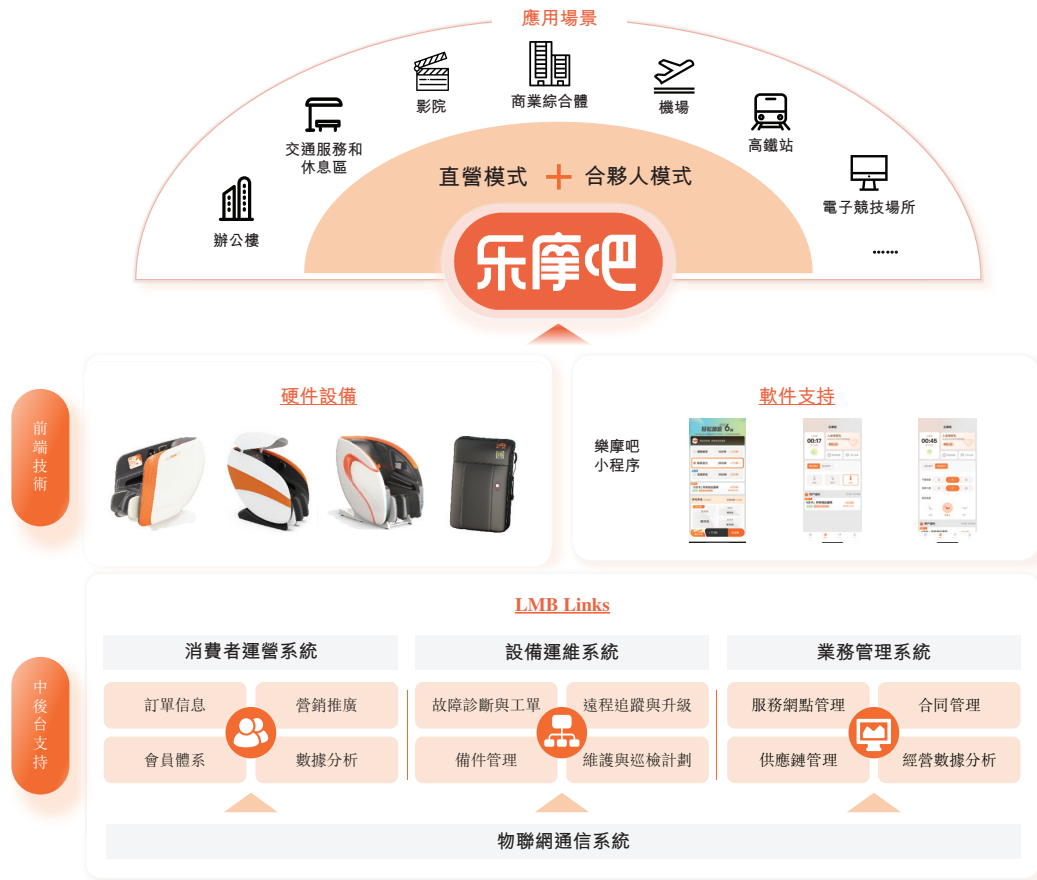 應用場景
影院
商業綜合體
機場
交通服務和
休息區
高鐵站
辦公樓
電子競技場所
......
直營模式 + 合夥人模式
乐摩吧
前端技術
硬件設備
軟件支持
樂摩吧
小程序
00:17
00:45
中後台支持
LMB Links
消費者運營系統
訂單信息
營銷推廣
會員體系
數據分析
設備運維系統
故障診斷與工單
遠程追蹤與升級
備件管理
維護與巡檢計劃
業務管理系統
服務網點管理
合同管理
供應鏈管理
經營數據分析
物聯網通信系統